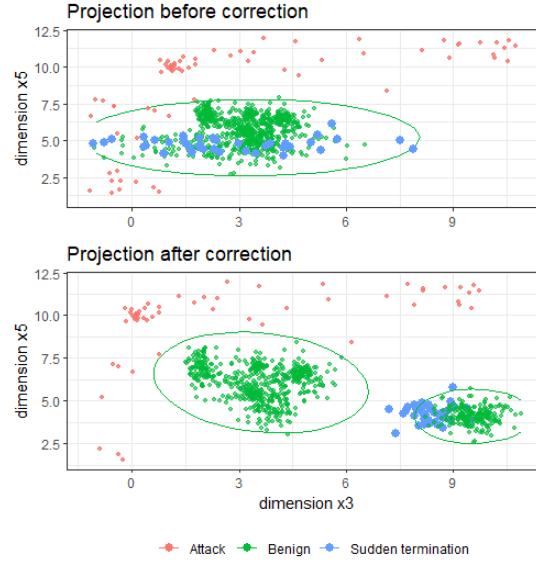 Projection before correction
12.5
10.0
7.5
5.0
2.5
dimension x5
0 3 6 9
Projection after correction
12.5
10.0
7.5
5.0
2.5
dimension x5
0 3 6 9
dimension x3
Attack Benign Sudden termination